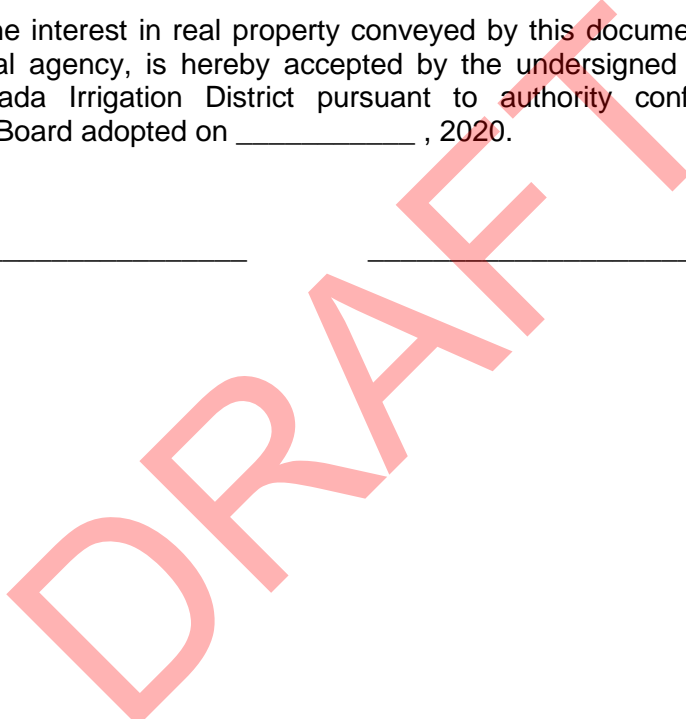 ne interest in real property conveyed by this docume
al agency, is hereby accepted by the undersigned
ada Irrigation District pursuant to authority conf
Board adopted on ___________ , 2020.
DRAFT